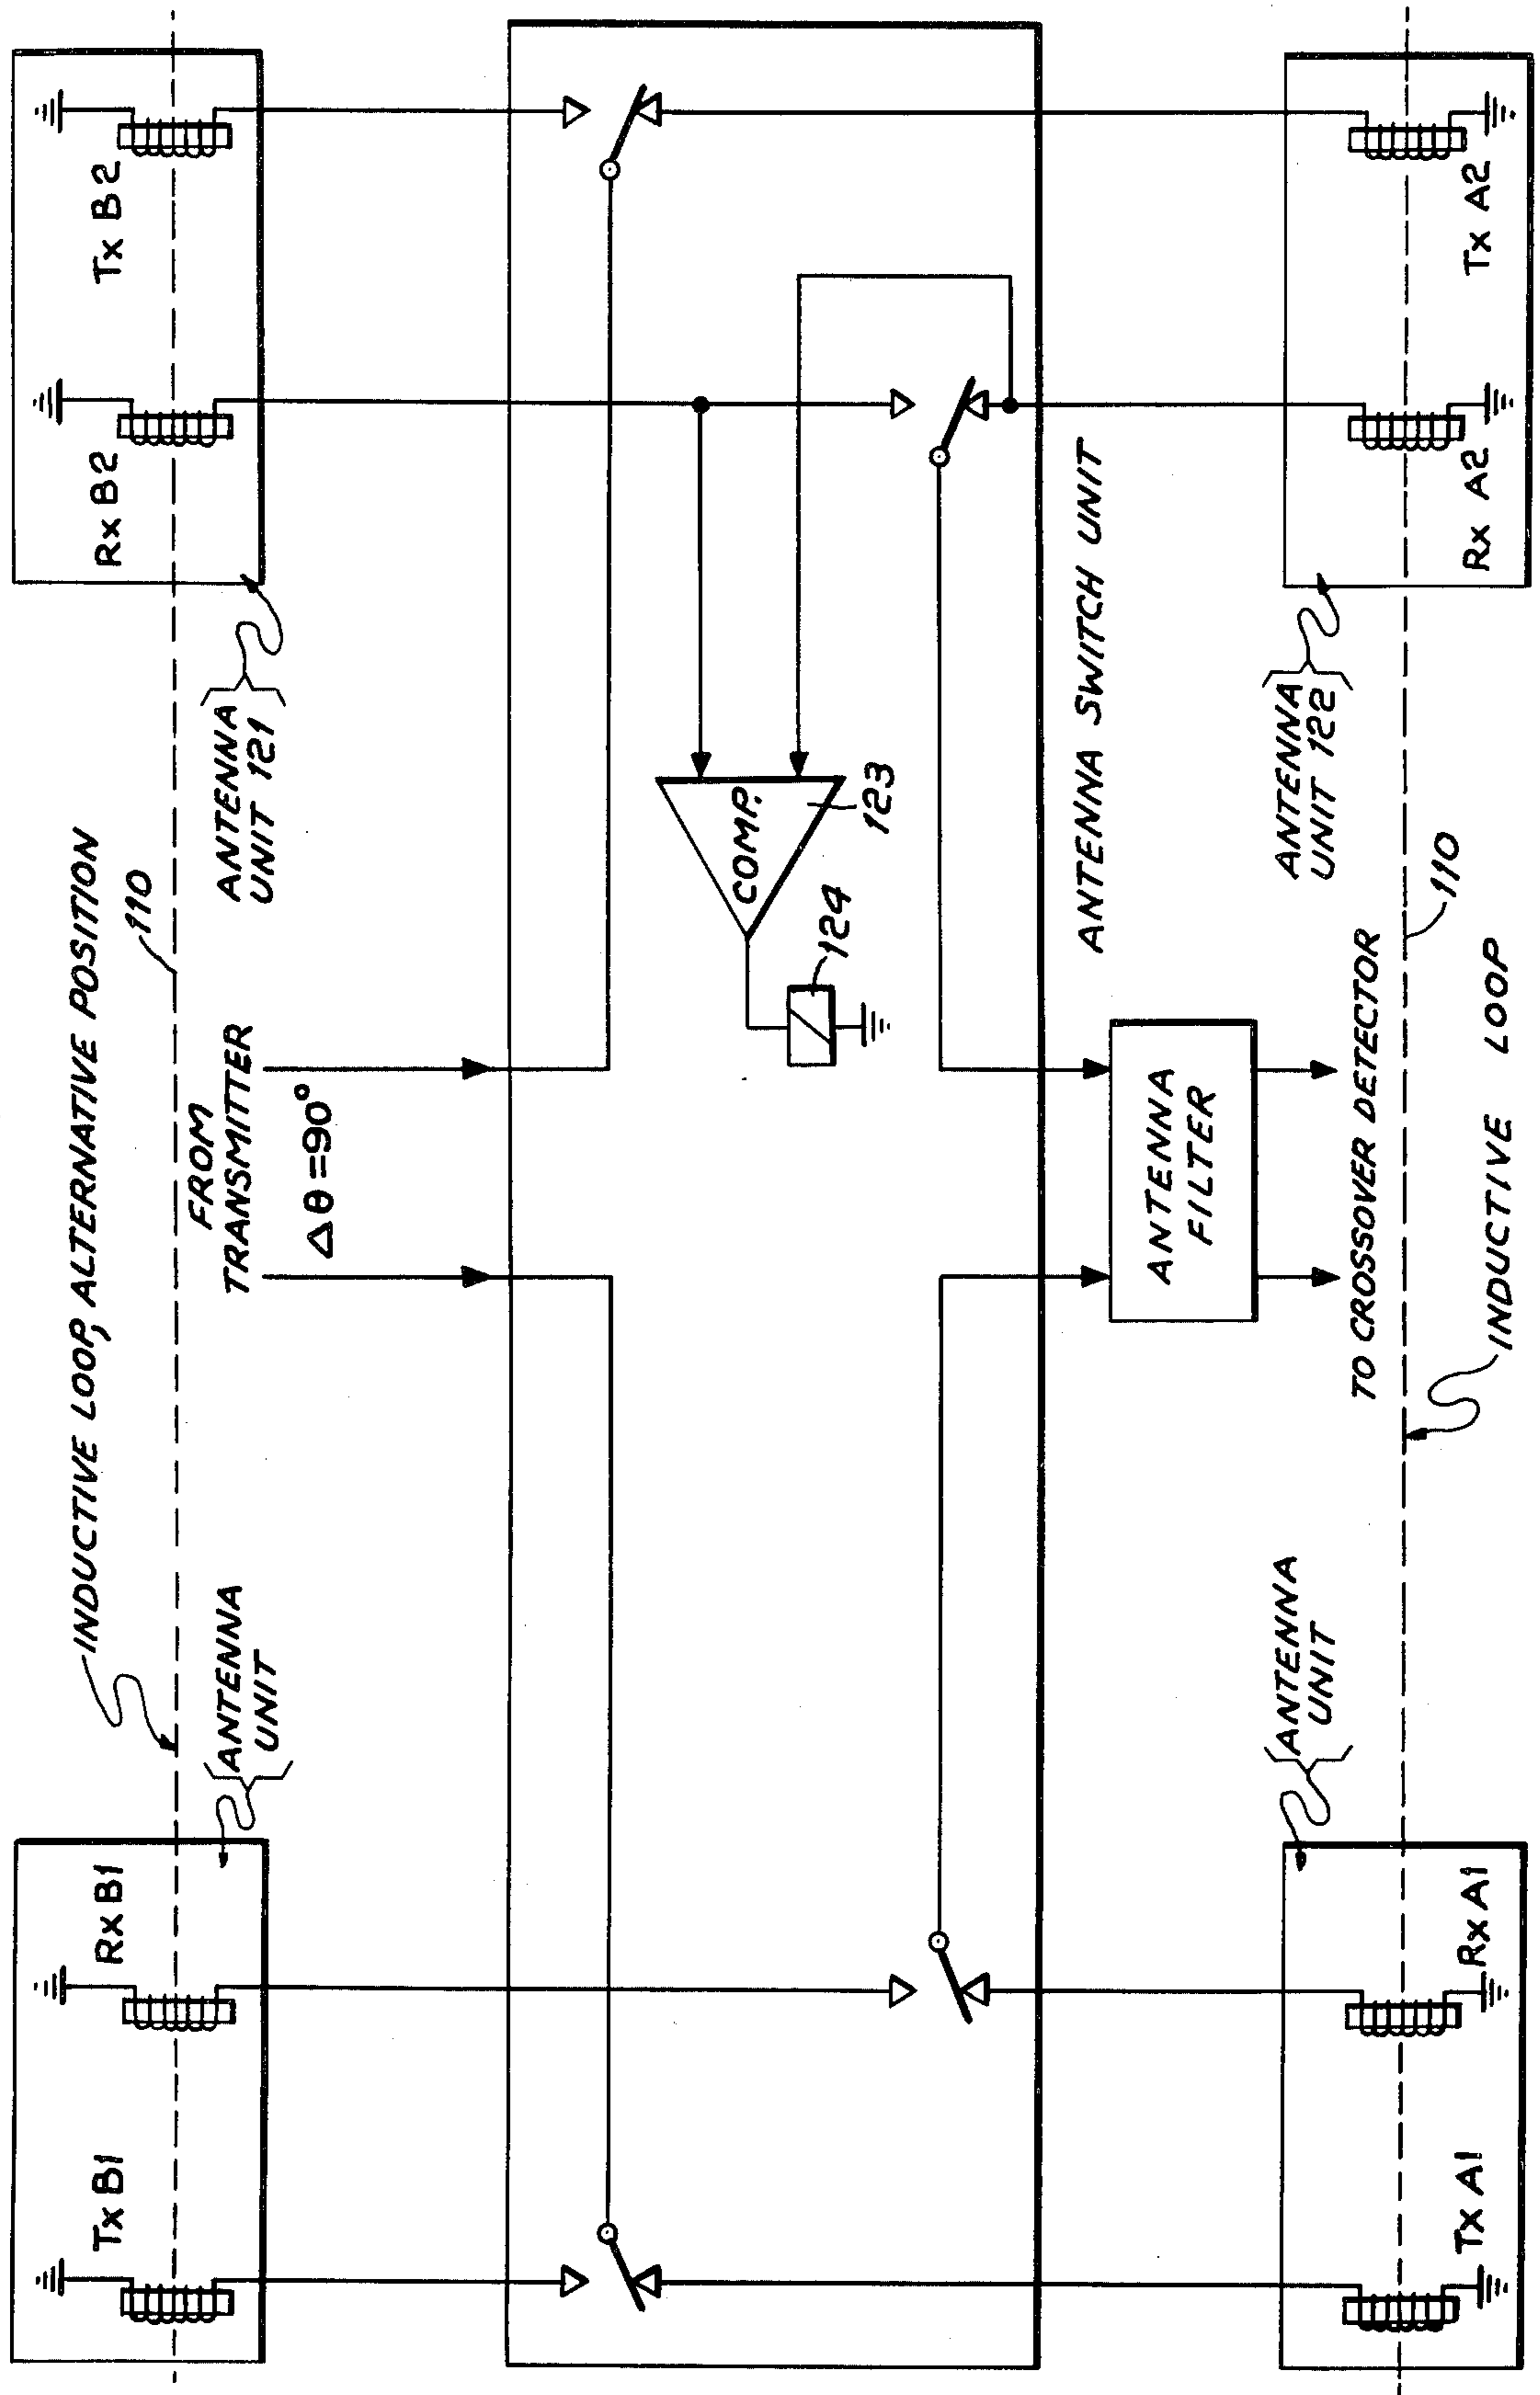 INDUCTIVE LOOP, ALTERNATIVE POSITION
110
Tx B1
Rx B1
Rx B2
Tx B2
ANTENNA
UNIT
FROM
TRANSMITTER
Δθ=90°
ANTENNA
UNIT 121
COMP.
123
124
ANTENNA SWITCH UNIT
ANTENNA
FILTER
TO CROSSOVER DETECTOR
ANTENNA
UNIT
ANTENNA
UNIT 122
110
Tx A1
Rx A1
Rx A2
Tx A2
INDUCTIVE LOOP